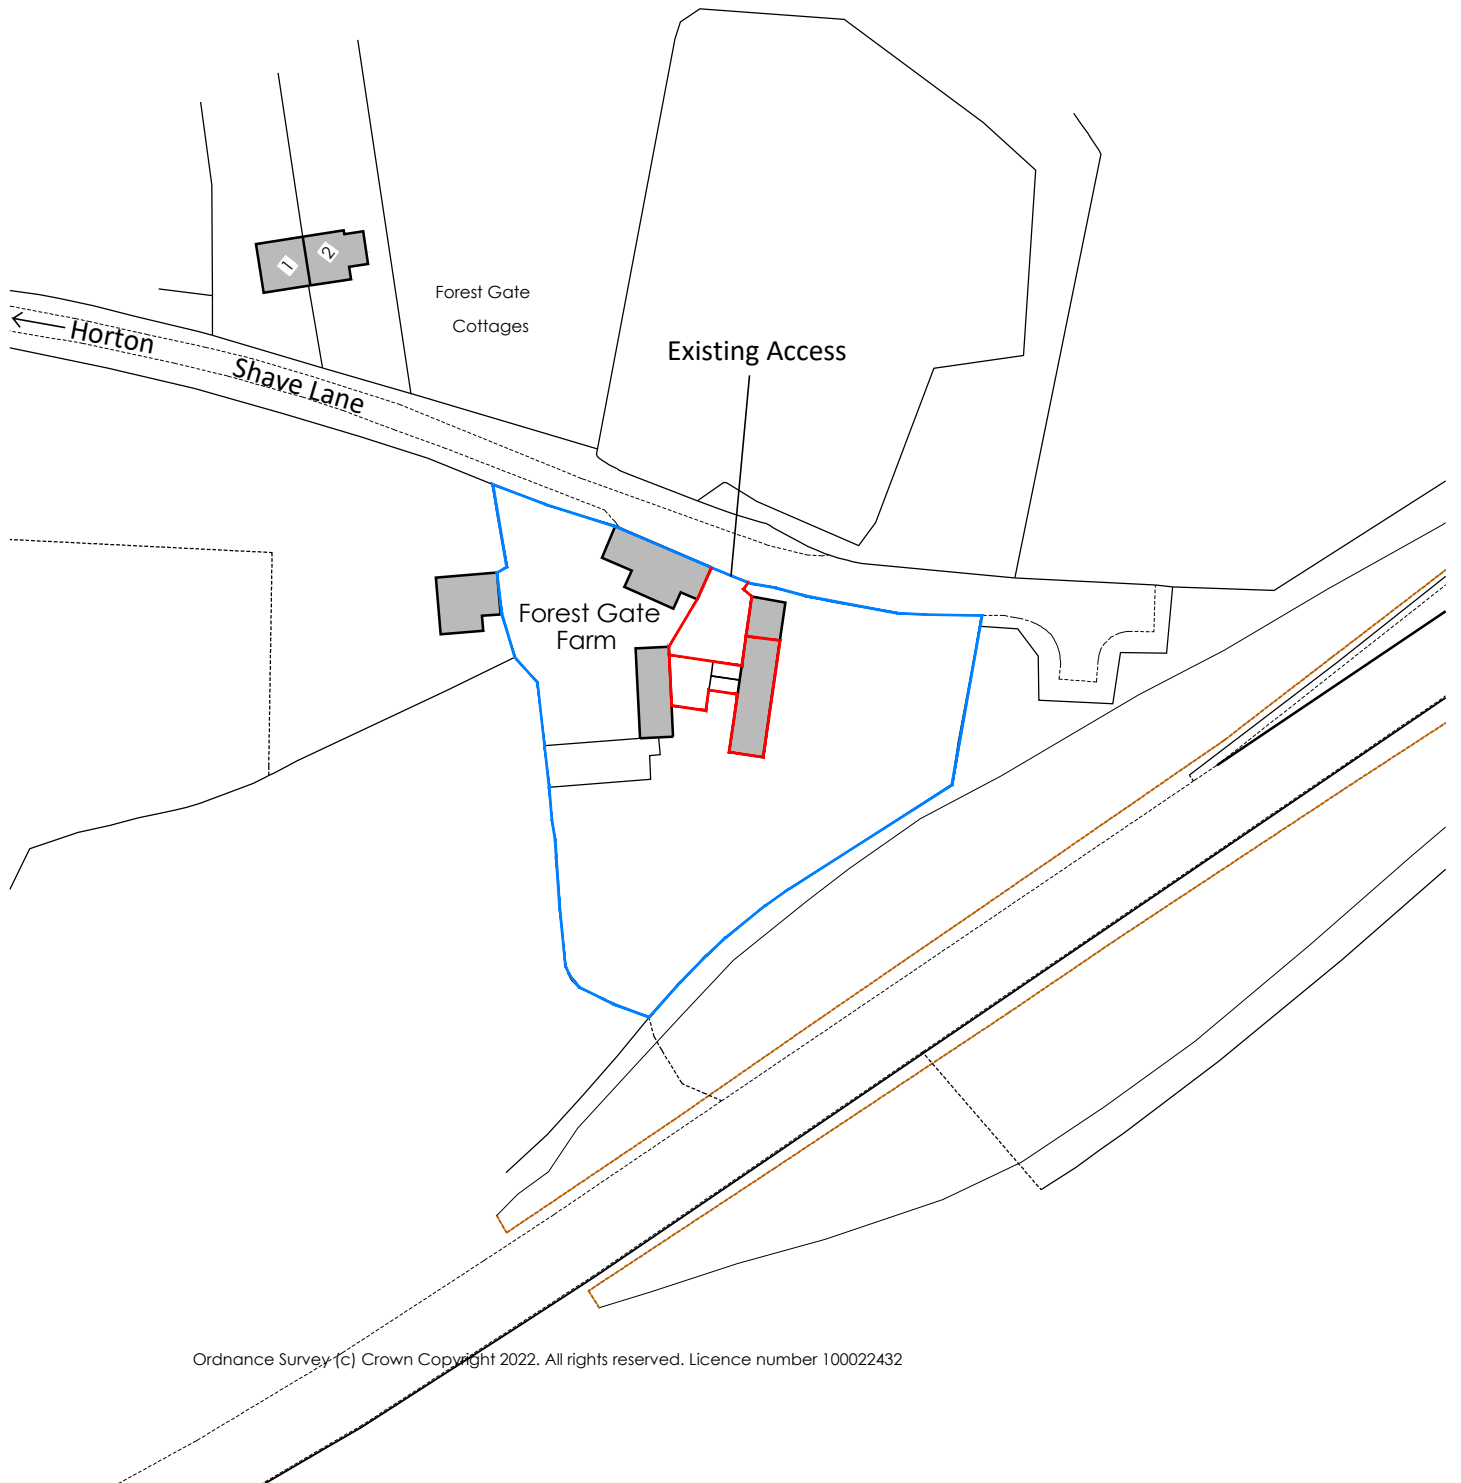 1
2
Forest Gate
Cottages
Horton
Shave Lane
Existing Access
Forest Gate
Farm
Ordnance Survey (c) Crown Copyright 2022. All rights reserved. Licence number 100022432